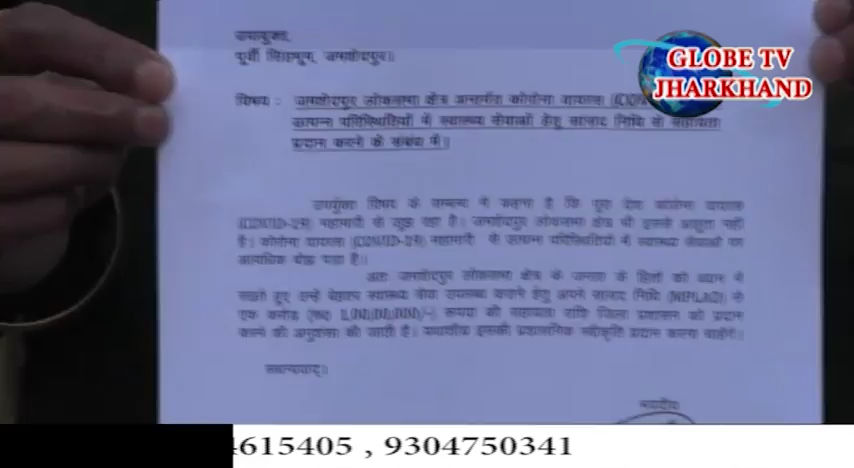 उपायुक्त,
पूर्वी सिंहभूम, जमशेदपुर।
GLOBE TV
JHARKHAND
विषय : जमशेदपुर लोकसभा क्षेत्र अन्तर्गत कोरोना वायरस
उत्पन्न परिस्थितियों में स्वास्थ्य सेवाओं हेतु सांसद निधि से सहायता
प्रदान कराने के संबंध में।
उपर्युक्त विषय के सम्बन्ध में कहना है कि पूरा देश कोरोना वायरस
(COVID-19) महामारी से जूझ रहा है। जमशेदपुर लोकसभा क्षेत्र भी इससे अछूता नहीं
है। कोरोना वायरस (COVID-19) महामारी से उत्पन्न परिस्थितियों में स्वास्थ्य सेवाओं पर
अत्यधिक बोझ पड़ा है।
अतः जमशेदपुर लोकसभा क्षेत्र के जनता के हितों को ध्यान में
रखते हुए उन्हें बेहतर स्वास्थ्य सेवा उपलब्ध कराने हेतु अपने सांसद निधि (MPLAD) से
एक करोड़ (रू0 1,00,00,000/-) रूपया की सहायता राशि जिला प्रशासन को प्रदान
करने की अनुशंसा की जाती है। यथाशीघ्र इसकी प्रशासनिक स्वीकृति प्रदान करना चाहेंगे।
सधन्यवाद्।
भवदीय
4615405 , 9304750341